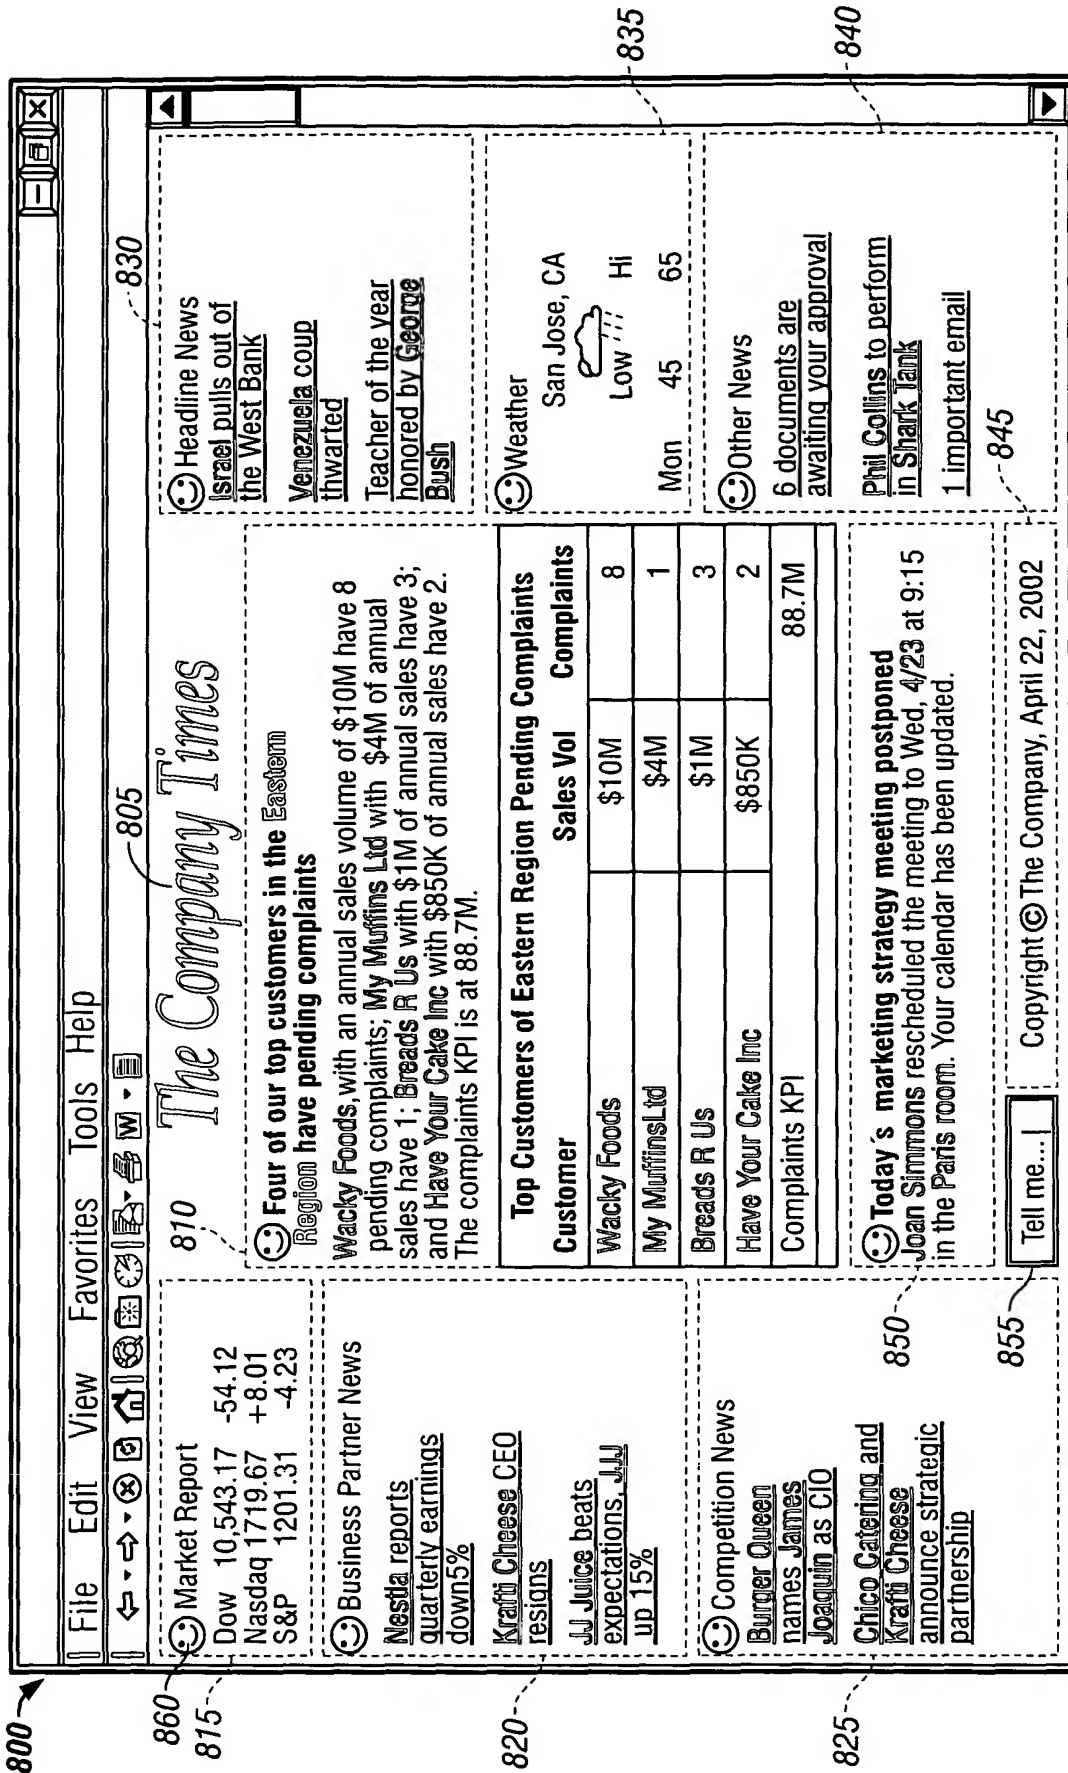 800
File Edit View Favorites Tools Help
W
805
The Company Times
860
815
Market Report
Dow 10,543.17 -54.12
Nasdaq 1719.67 +8.01
S&P 1201.31 -4.23
820
Business Partner News
Nestla reports
quarterly earnings
down5%
Krafti Cheese CEO
resigns
JJ Juice beats
expectations, JJJ
up 15%
825
Competition News
Burger Queen
names James
Joaquin as CIO
Chico Catering and
Krafti Cheese
announce strategic
partnership
810
Four of our top customers in the Eastern
Region have pending complaints
Wacky Foods, with an annual sales volume of $10M have 8
pending complaints; My Muffins Ltd with $4M of annual
sales have 1; Breads R Us with $1M of annual sales have 3;
and Have Your Cake Inc with $850K of annual sales have 2.
The complaints KPI is at 88.7M.
Top Customers of Eastern Region Pending Complaints
Customer Sales Vol Complaints
Wacky Foods $10M 8
My MuffinsLtd $4M 1
Breads R Us $1M 3
Have Your Cake Inc $850K 2
Complaints KPI 88.7M
850
Today´s marketing strategy meeting postponed
Joan Simmons rescheduled the meeting to Wed, 4/23 at 9:15
in the Paris room. Your calendar has been updated.
855
Tell me...|
Copyright © The Company, April 22, 2002
845
830
Headline News
Israel pulls out of
the West Bank
Venezuela coup
thwarted
Teacher of the year
honored by George
Bush
835
Weather
San Jose, CA
Low Hi
Mon 45 65
840
Other News
6 documents are
awaiting your approval
Phil Collins to perform
in Shark Tank
1 important email